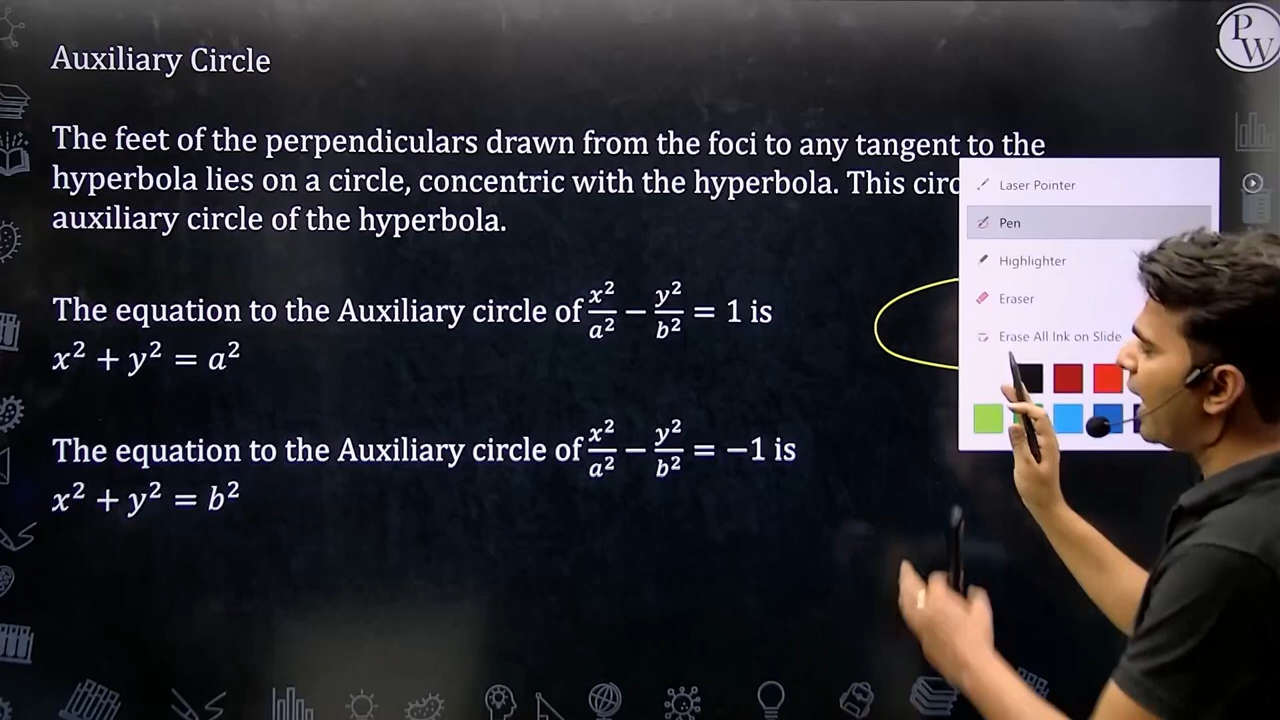 Auxiliary Circle
PW
The feet of the perpendiculars drawn from the foci to any tangent to the
hyperbola lies on a circle, concentric with the hyperbola. This
auxiliary circle of the hyperbola.
Laser Pointer
Pen
Highlighter
Eraser
Erase All Ink on Slide
The equation to the Auxiliary circle of x²/a² − y²/b² = 1 is
x² + y² = a²
The equation to the Auxiliary circle of x²/a² − y²/b² = −1 is
x² + y² = b²